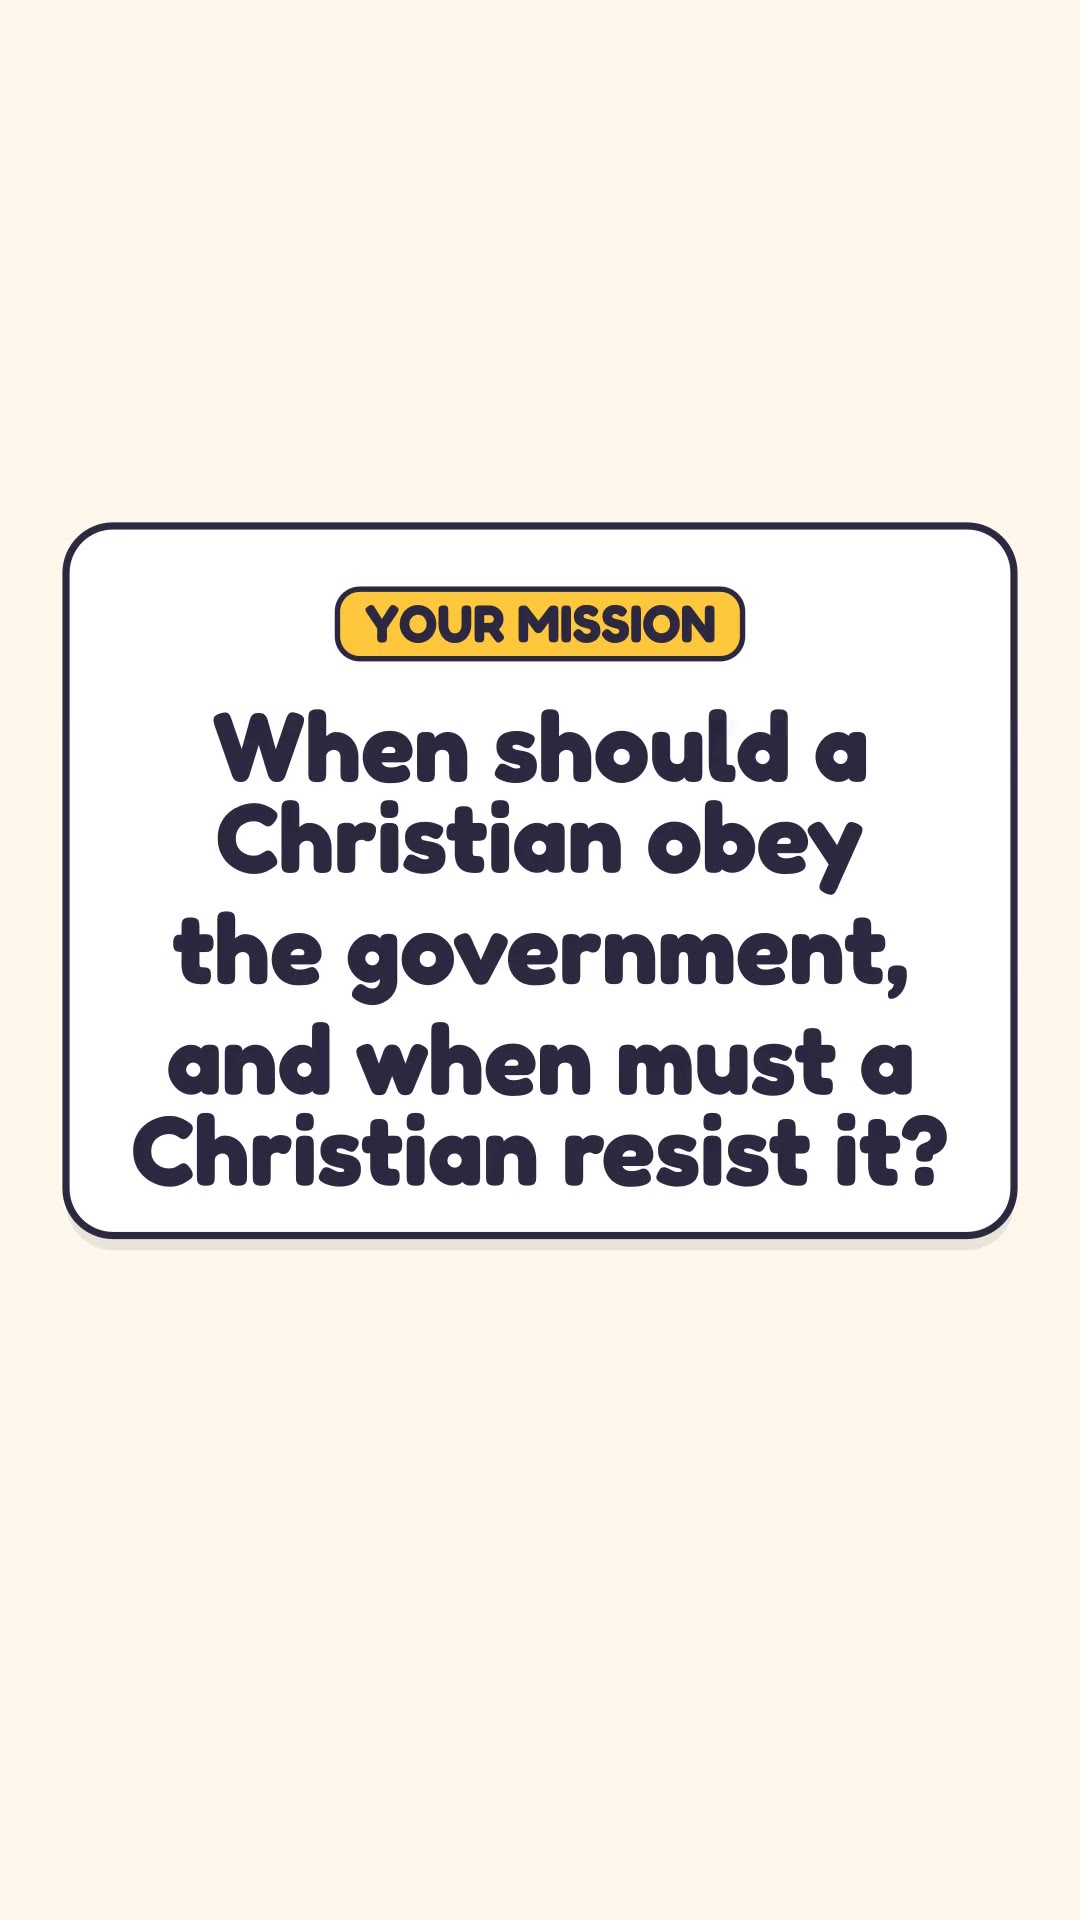 YOUR MISSION
When should a
Christian obey
the government,
and when must a
Christian resist it?